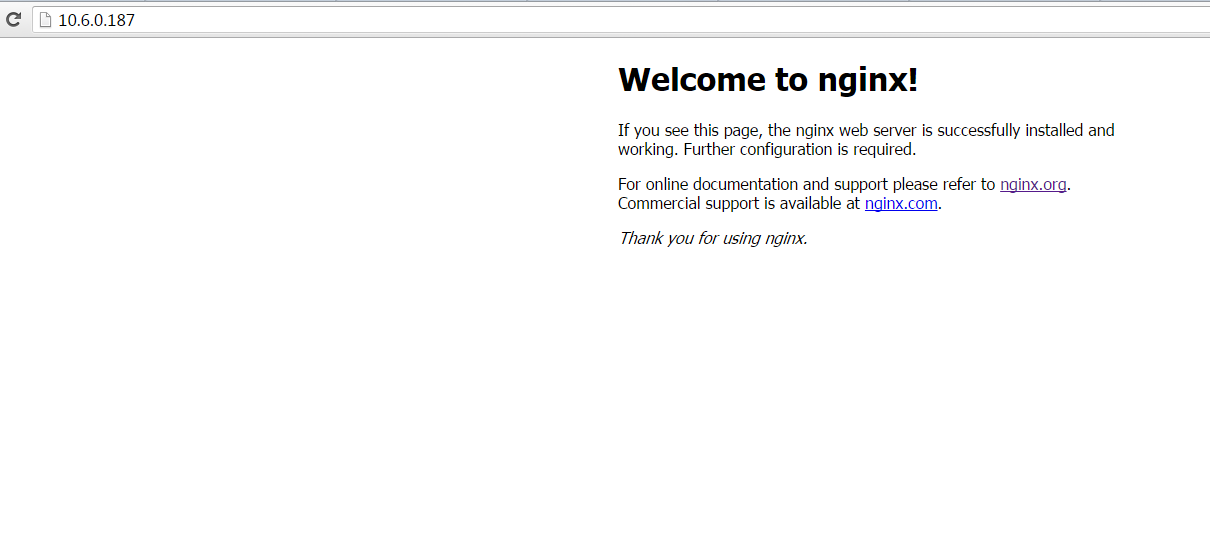 10.6.0.187
Welcome to nginx!
If you see this page, the nginx web server is successfully installed and
working. Further configuration is required.
For online documentation and support please refer to nginx.org.
Commercial support is available at nginx.com.
Thank you for using nginx.